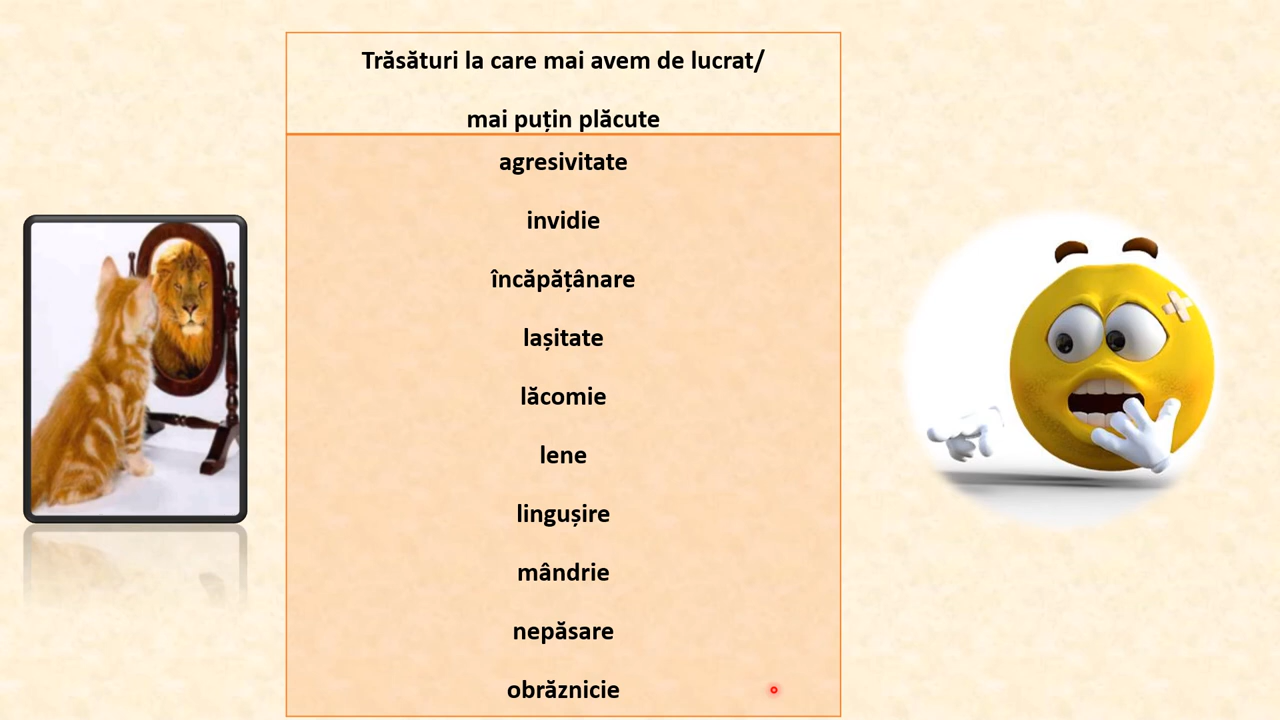 Trăsături la care mai avem de lucrat/
mai puțin plăcute
agresivitate
invidie
încăpățânare
lașitate
lăcomie
lene
lingușire
mândrie
nepăsare
obrăznicie